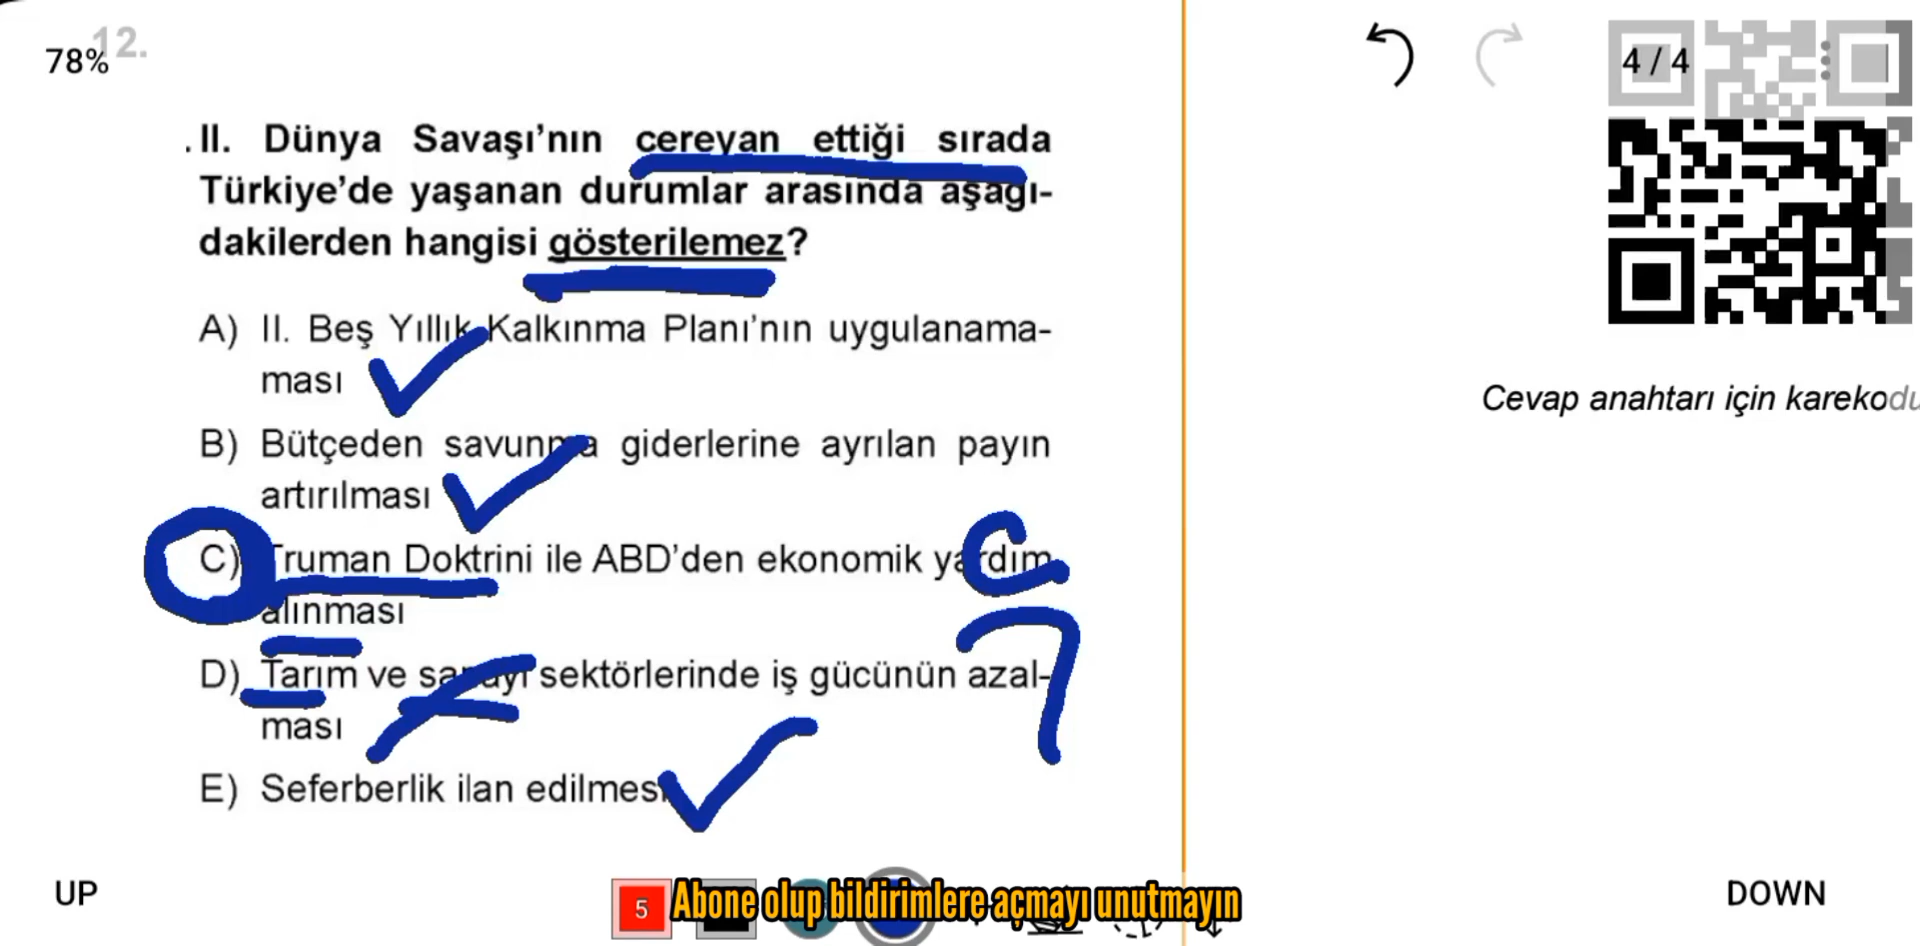 12.
78%
4 / 4
.II. Dünya Savaşı'nın cereyan ettiği sırada
Türkiye'de yaşanan durumlar arasında aşağı-
dakilerden hangisi gösterilemez?
A) II. Beş Yıllık Kalkınma Planı'nın uygulanama-
ması
B) Bütçeden savunma giderlerine ayrılan payın
artırılması
C) Truman Doktrini ile ABD'den ekonomik yardım
alınması
D) Tarım ve sanayi sektörlerinde iş gücünün azal-
ması
E) Seferberlik ilan edilmesi
C
7
Cevap anahtarı için karekodu
UP
5
Abone olup bildirimlere açmayı unutmayın
DOWN